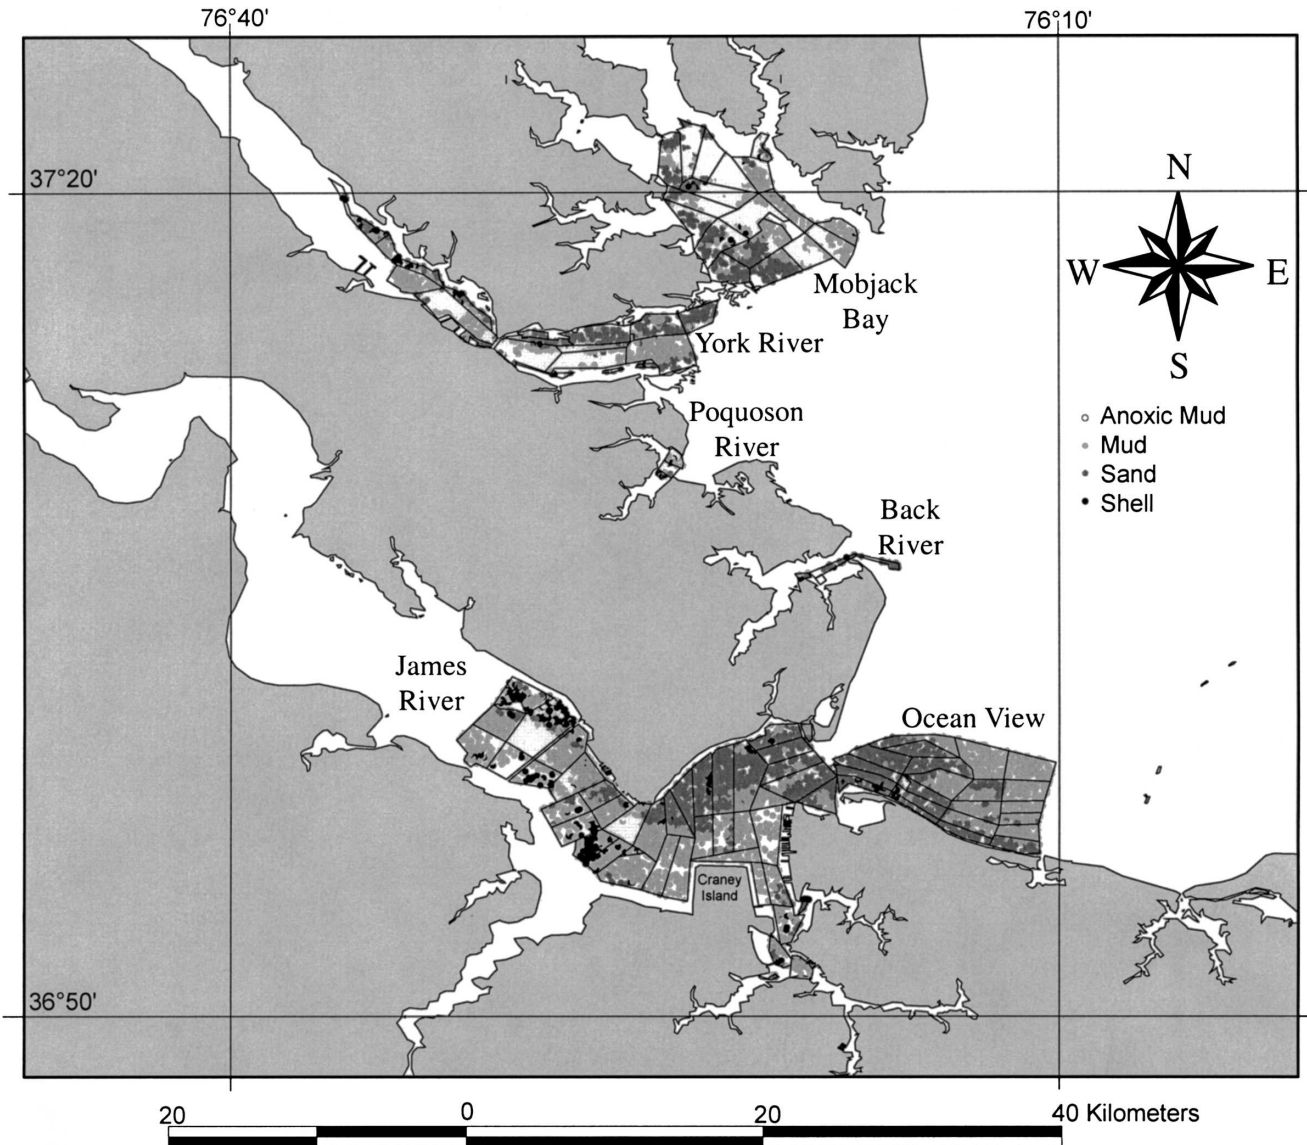 76°40'
76°10'
37°20'
N
W
E
S
Mobjack
Bay
York River
Poquoson
River
Anoxic Mud
Mud
Sand
Shell
Back
River
James
River
Ocean View
Craney
Island
36°50'
20
0
20
40 Kilometers